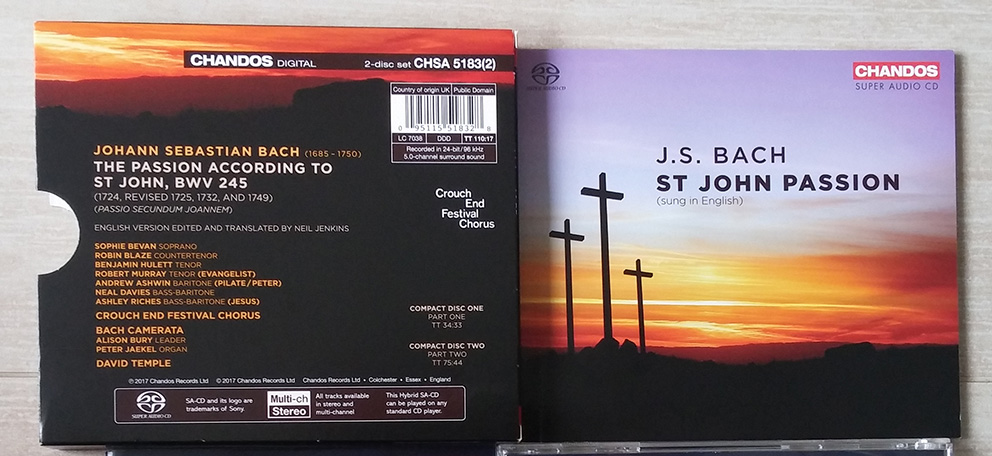 CHANDOS DIGITAL 2-disc set CHSA 5183(2)
Country of origin UK Public Domain
0 95115 51832 8
LC 7038 DDD TT 110:17
Recorded in 24-bit/96 kHz
5.0-channel surround sound
JOHANN SEBASTIAN BACH (1685 - 1750)
THE PASSION ACCORDING TO
ST JOHN, BWV 245
(1724, REVISED 1725, 1732, AND 1749)
(PASSIO SECUNDUM JOANNEM)
ENGLISH VERSION EDITED AND TRANSLATED BY NEIL JENKINS
Crouch
End
Festival
Chorus
SOPHIE BEVAN SOPRANO
ROBIN BLAZE COUNTERTENOR
BENJAMIN HULETT TENOR
ROBERT MURRAY TENOR (EVANGELIST)
ANDREW ASHWIN BARITONE (PILATE/PETER)
NEAL DAVIES BASS-BARITONE
ASHLEY RICHES BASS-BARITONE (JESUS)
CROUCH END FESTIVAL CHORUS
BACH CAMERATA
ALISON BURY LEADER
PETER JAEKEL ORGAN
DAVID TEMPLE
COMPACT DISC ONE
PART ONE
TT 34:33
COMPACT DISC TWO
PART TWO
TT 75:44
℗ 2017 Chandos Records Ltd © 2017 Chandos Records Ltd Chandos Records Ltd • Colchester • Essex • England
SUPER AUDIO CD
SA-CD and its logo are
trademarks of Sony.
Multi-ch
Stereo
All tracks available
in stereo and
multi-channel
This Hybrid SA-CD
can be played on any
standard CD player.
SUPER AUDIO CD
CHANDOS
SUPER AUDIO CD
J.S. BACH
ST JOHN PASSION
(sung in English)